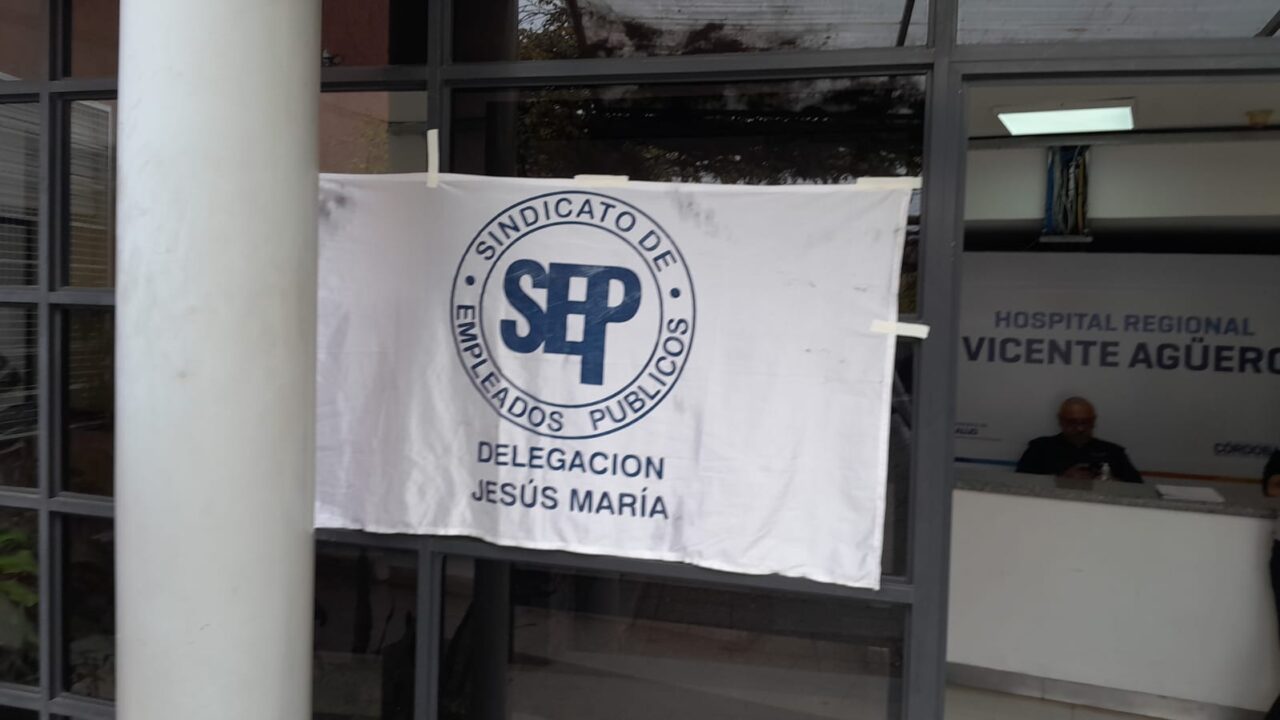 SINDICATO DE
EMPLEADOS PUBLICOS
SEP
DELEGACION
JESÚS MARÍA
HOSPITAL REGIONAL
VICENTE AGÜERO